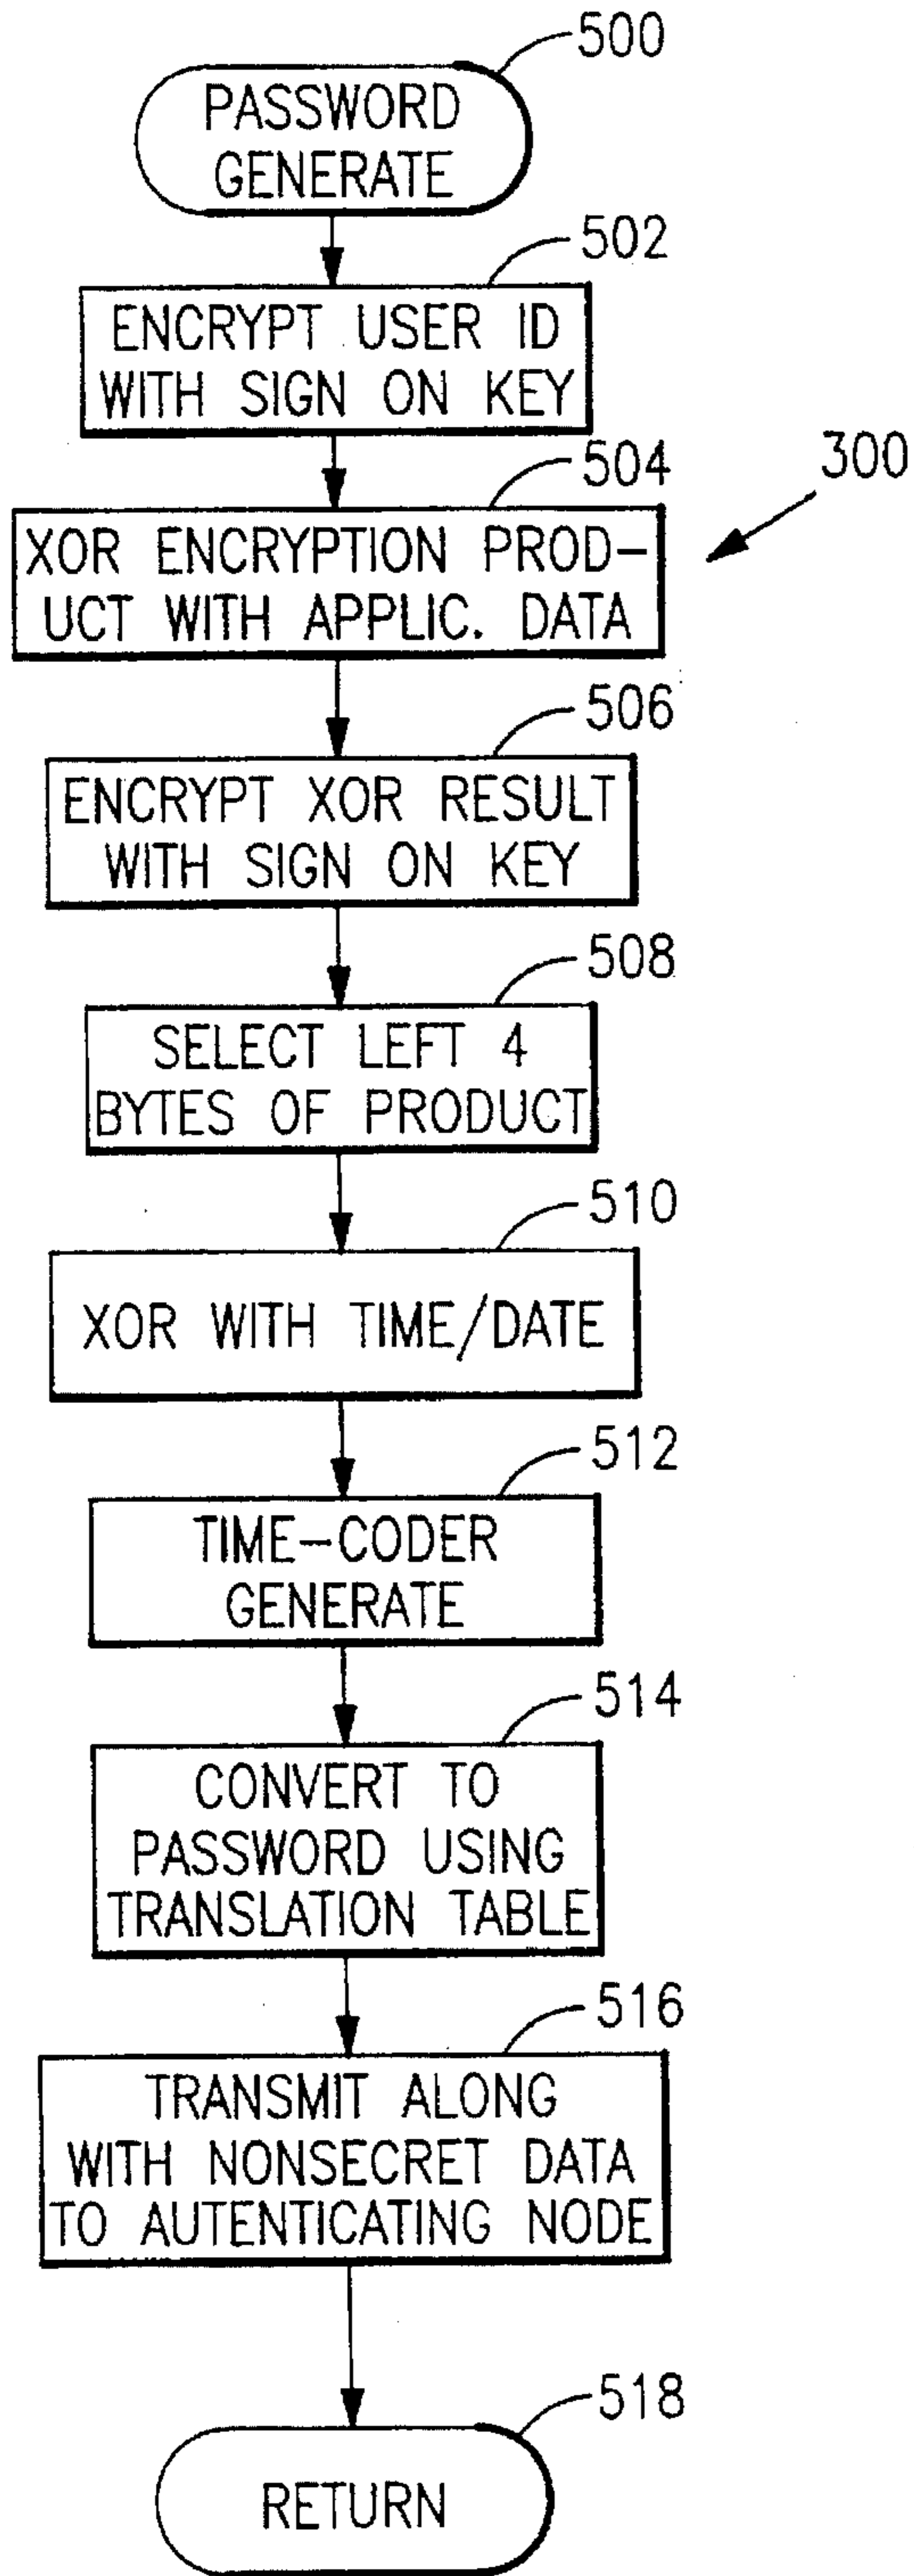 500
PASSWORD
GENERATE
502
ENCRYPT USER ID
WITH SIGN ON KEY
504
300
XOR ENCRYPTION PROD-
UCT WITH APPLIC. DATA
506
ENCRYPT XOR RESULT
WITH SIGN ON KEY
508
SELECT LEFT 4
BYTES OF PRODUCT
510
XOR WITH TIME/DATE
512
TIME-CODER
GENERATE
514
CONVERT TO
PASSWORD USING
TRANSLATION TABLE
516
TRANSMIT ALONG
WITH NONSECRET DATA
TO AUTENTICATING NODE
518
RETURN